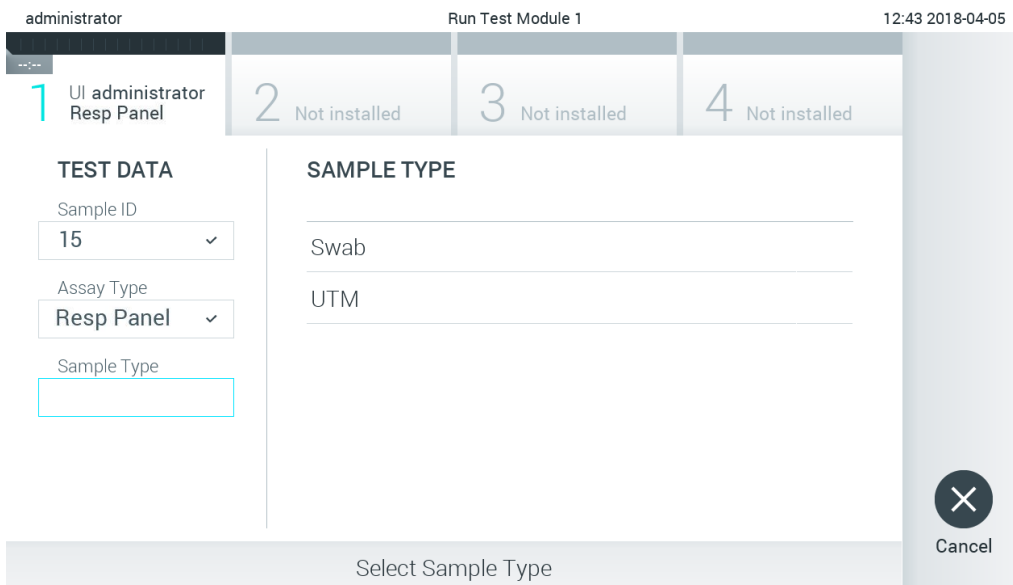 administrator
Run Test Module 1
12:43 2018-04-05
--:--
1 UI administrator
Resp Panel
2 Not installed
3 Not installed
4 Not installed
TEST DATA
Sample ID
15
Assay Type
Resp Panel
Sample Type
SAMPLE TYPE
Swab
UTM
Cancel
Select Sample Type